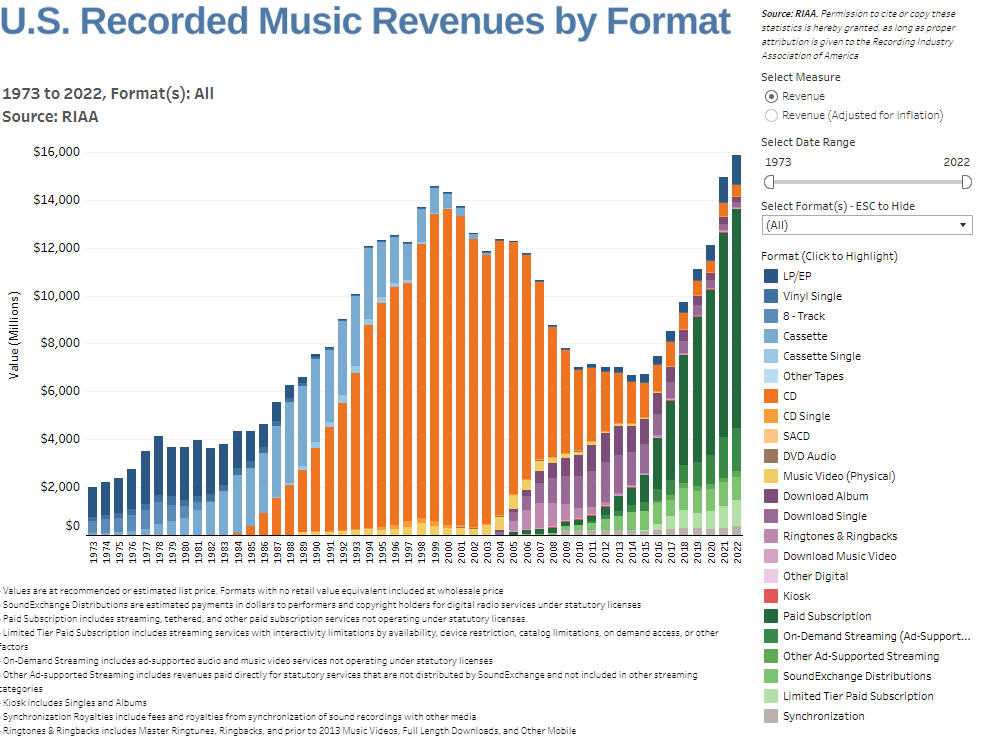 U.S. Recorded Music Revenues by Format
1973 to 2022, Format(s): All
Source: RIAA
Value (Millions)
$16,000
$14,000
$12,000
$10,000
$8,000
$6,000
$4,000
$2,000
$0
1973 1974 1975 1976 1977 1978 1979 1980 1981 1982 1983 1984 1985 1986 1987 1988 1989 1990 1991 1992 1993 1994 1995 1996 1997 1998 1999 2000 2001 2002 2003 2004 2005 2006 2007 2008 2009 2010 2011 2012 2013 2014 2015 2016 2017 2018 2019 2020 2021 2022
- Values are at recommended or estimated list price. Formats with no retail value equivalent included at wholesale price
- SoundExchange Distributions are estimated payments in dollars to performers and copyright holders for digital radio services under statutory licenses
- Paid Subscription includes streaming, tethered, and other paid subscription services not operating under statutory licenses.
- Limited Tier Paid Subscription includes streaming services with interactivity limitations by availability, device restriction, catalog limitations, on demand access, or other
factors
- On-Demand Streaming includes ad-supported audio and music video services not operating under statutory licenses
- Other Ad-supported Streaming includes revenues paid directly for statutory services that are not distributed by SoundExchange and not included in other streaming
categories
- Kiosk includes Singles and Albums
- Synchronization Royalties include fees and royalties from synchronization of sound recordings with other media
- Ringtones & Ringbacks includes Master Ringtunes, Ringbacks, and prior to 2013 Music Videos, Full Length Downloads, and Other Mobile
Source: RIAA. Permission to cite or copy these
statistics is hereby granted, as long as proper
attribution is given to the Recording Industry
Association of America
Select Measure
Revenue
Revenue (Adjusted for Inflation)
Select Date Range
1973 2022
Select Format(s) - ESC to Hide
(All)
Format (Click to Highlight)
LP/EP
Vinyl Single
8 - Track
Cassette
Cassette Single
Other Tapes
CD
CD Single
SACD
DVD Audio
Music Video (Physical)
Download Album
Download Single
Ringtones & Ringbacks
Download Music Video
Other Digital
Kiosk
Paid Subscription
On-Demand Streaming (Ad-Support...
Other Ad-Supported Streaming
SoundExchange Distributions
Limited Tier Paid Subscription
Synchronization